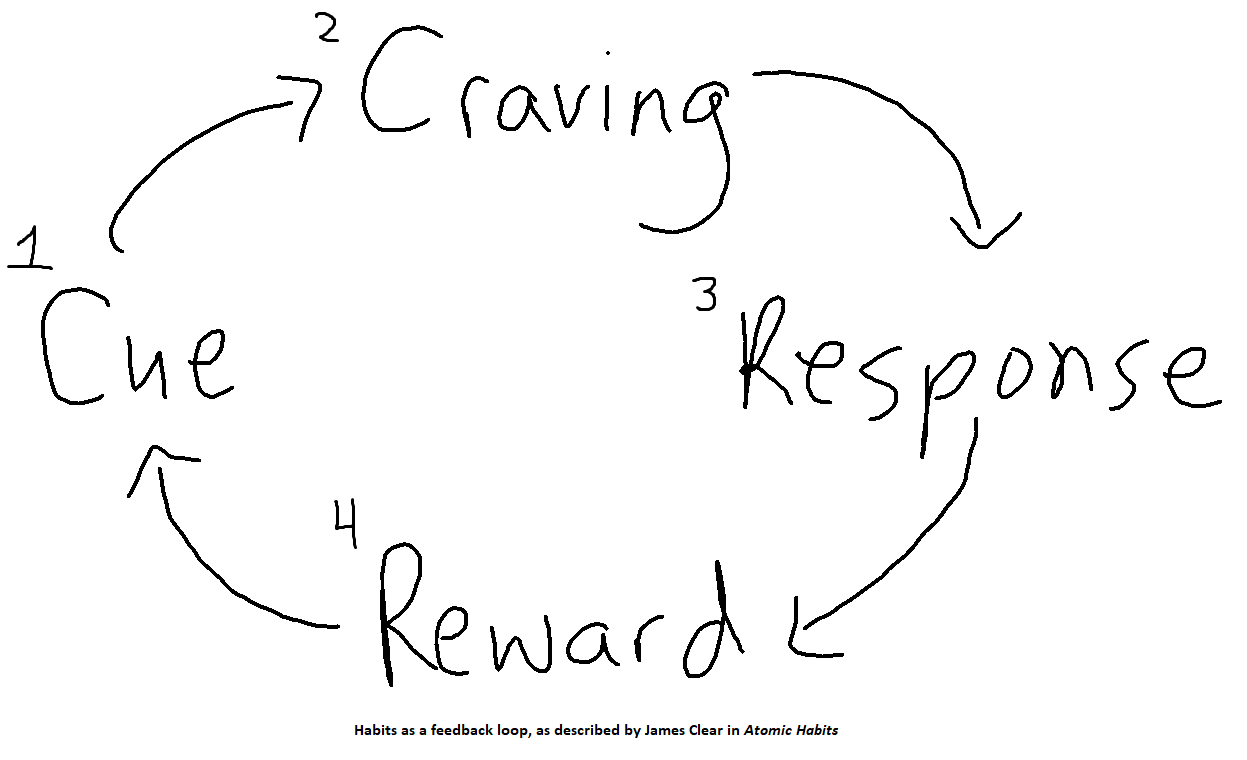 2 Craving
1 Cue
3 Response
4 Reward
Habits as a feedback loop, as described by James Clear in Atomic Habits